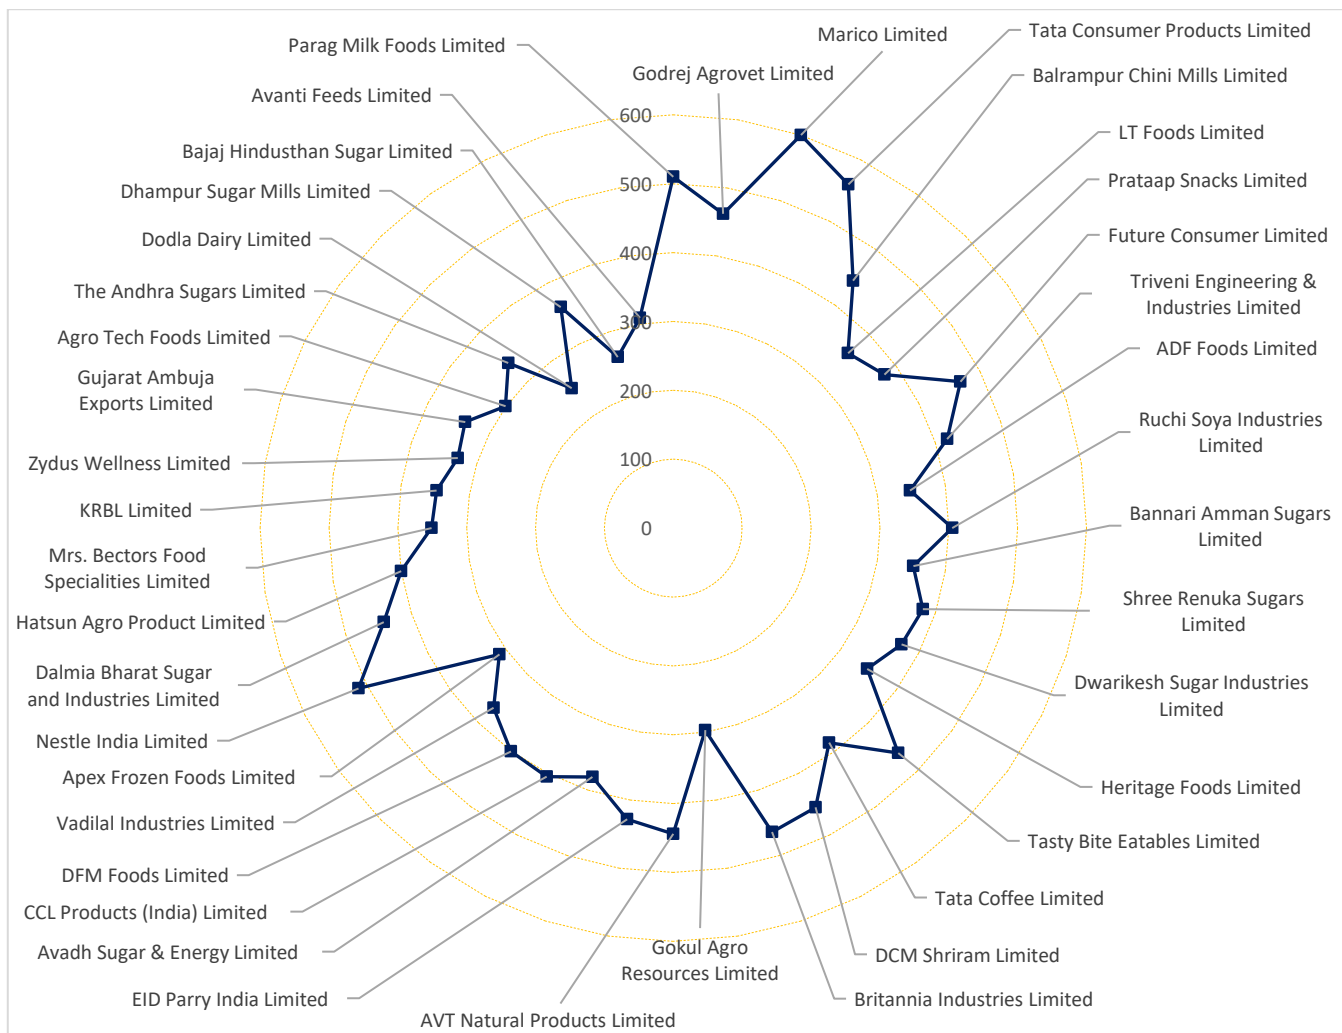 Parag Milk Foods Limited
Godrej Agrovet Limited
Marico Limited
Tata Consumer Products Limited
Balrampur Chini Mills Limited
LT Foods Limited
Prataap Snacks Limited
Future Consumer Limited
Triveni Engineering &
Industries Limited
ADF Foods Limited
Ruchi Soya Industries
Limited
Bannari Amman Sugars
Limited
Shree Renuka Sugars
Limited
Dwarikesh Sugar Industries
Limited
Heritage Foods Limited
Tasty Bite Eatables Limited
Tata Coffee Limited
DCM Shriram Limited
Britannia Industries Limited
Gokul Agro
Resources Limited
AVT Natural Products Limited
EID Parry India Limited
Avadh Sugar & Energy Limited
CCL Products (India) Limited
DFM Foods Limited
Vadilal Industries Limited
Apex Frozen Foods Limited
Nestle India Limited
Dalmia Bharat Sugar
and Industries Limited
Hatsun Agro Product Limited
Mrs. Bectors Food
Specialities Limited
KRBL Limited
Zydus Wellness Limited
Gujarat Ambuja
Exports Limited
Agro Tech Foods Limited
The Andhra Sugars Limited
Dodla Dairy Limited
Dhampur Sugar Mills Limited
Bajaj Hindusthan Sugar Limited
Avanti Feeds Limited
600
500
400
300
200
100
0